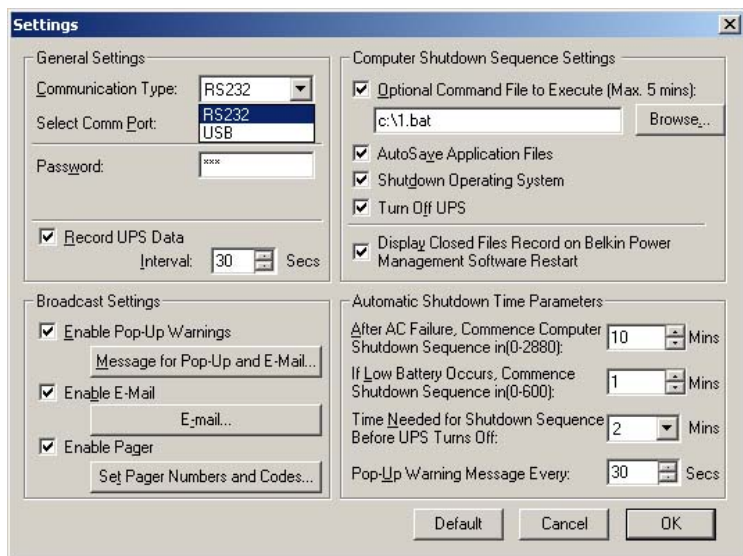 Settings
General Settings
Communication Type: RS232
RS232
USB
Select Comm Port:
Password: ***
Record UPS Data
Interval: 30 Secs
Broadcast Settings
Enable Pop-Up Warnings
Message for Pop-Up and E-Mail...
Enable E-Mail
E-mail...
Enable Pager
Set Pager Numbers and Codes...
Computer Shutdown Sequence Settings
Optional Command File to Execute (Max. 5 mins):
c:\1.bat Browse...
AutoSave Application Files
Shutdown Operating System
Turn Off UPS
Display Closed Files Record on Belkin Power
Management Software Restart
Automatic Shutdown Time Parameters
After AC Failure, Commence Computer
Shutdown Sequence in(0-2880): 10 Mins
If Low Battery Occurs, Commence
Shutdown Sequence in(0-600): 1 Mins
Time Needed for Shutdown Sequence
Before UPS Turns Off: 2 Mins
Pop-Up Warning Message Every: 30 Secs
Default Cancel OK